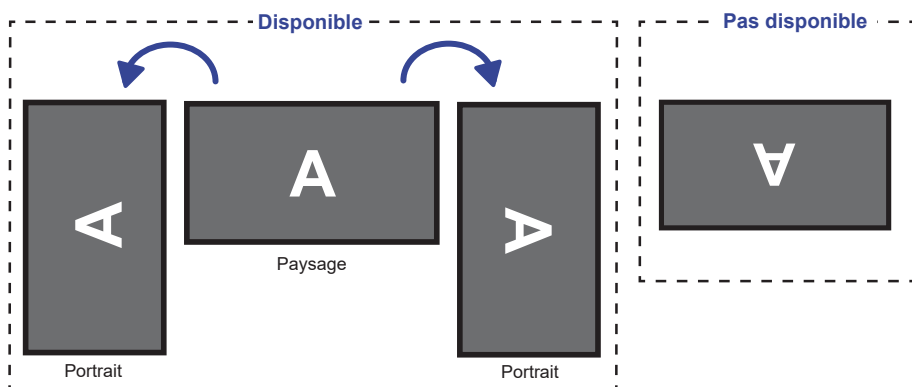 Disponible
Pas disponible
A
A
A
A
Paysage
Portrait
Portrait